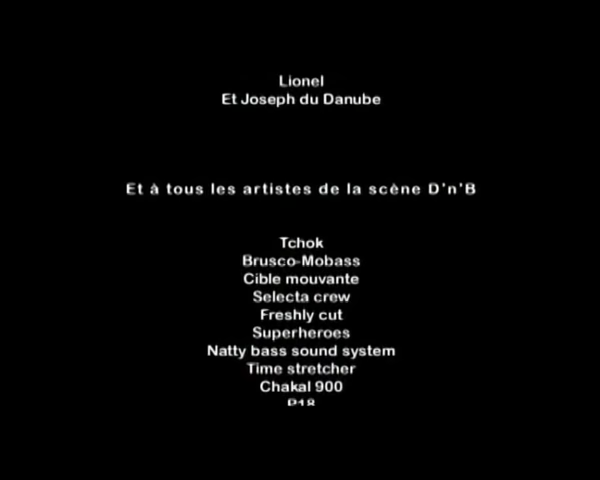 Lionel
Et Joseph du Danube
Et à tous les artistes de la scène D'n'B
Tchok
Brusco-Mobass
Cible mouvante
Selecta crew
Freshly cut
Superheroes
Natty bass sound system
Time stretcher
Chakal 900